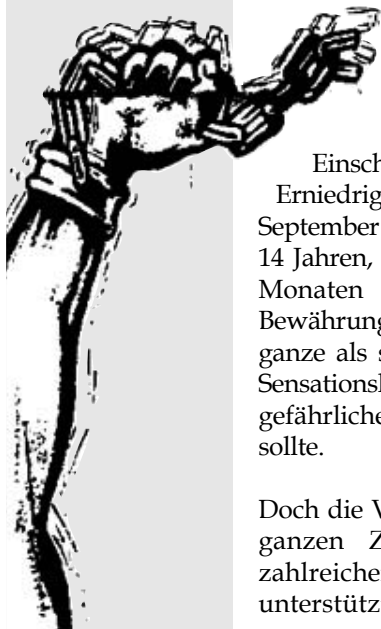 Einsch
Erniedrig
September
14 Jahren,
Monaten
Bewährung
ganze als s
Sensationsl
gefährliche
sollte.
Doch die V
ganzen Z
zahlreiche
unterstütz